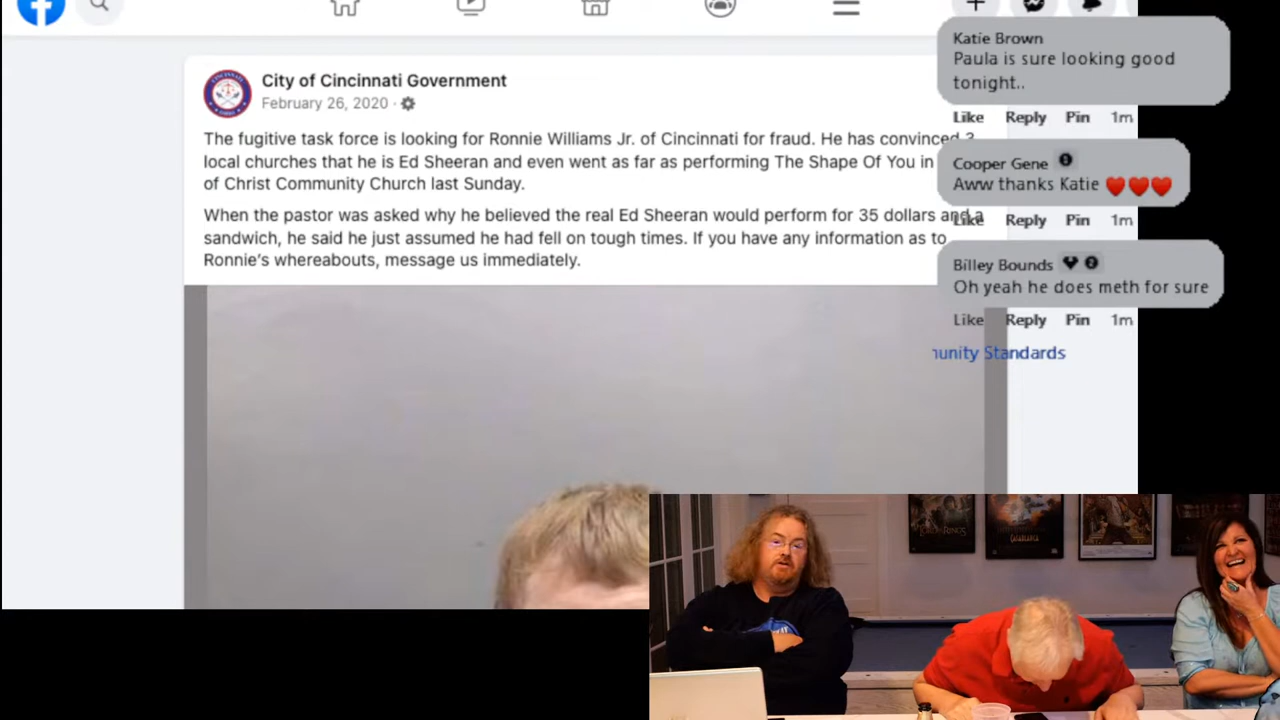 City of Cincinnati Government
February 26, 2020 ·
The fugitive task force is looking for Ronnie Williams Jr. of Cincinnati for fraud. He has convinced 3
local churches that he is Ed Sheeran and even went as far as performing The Shape Of You in
of Christ Community Church last Sunday.
When the pastor was asked why he believed the real Ed Sheeran would perform for 35 dollars and a
sandwich, he said he just assumed he had fell on tough times. If you have any information as to
Ronnie's whereabouts, message us immediately.
Katie Brown
Paula is sure looking good
tonight..
Like Reply Pin 1m
Cooper Gene
Aww thanks Katie ❤️❤️❤️
Like Reply Pin 1m
Billey Bounds
Oh yeah he does meth for sure
Like Reply Pin 1m
unity Standards
CASABLANCA